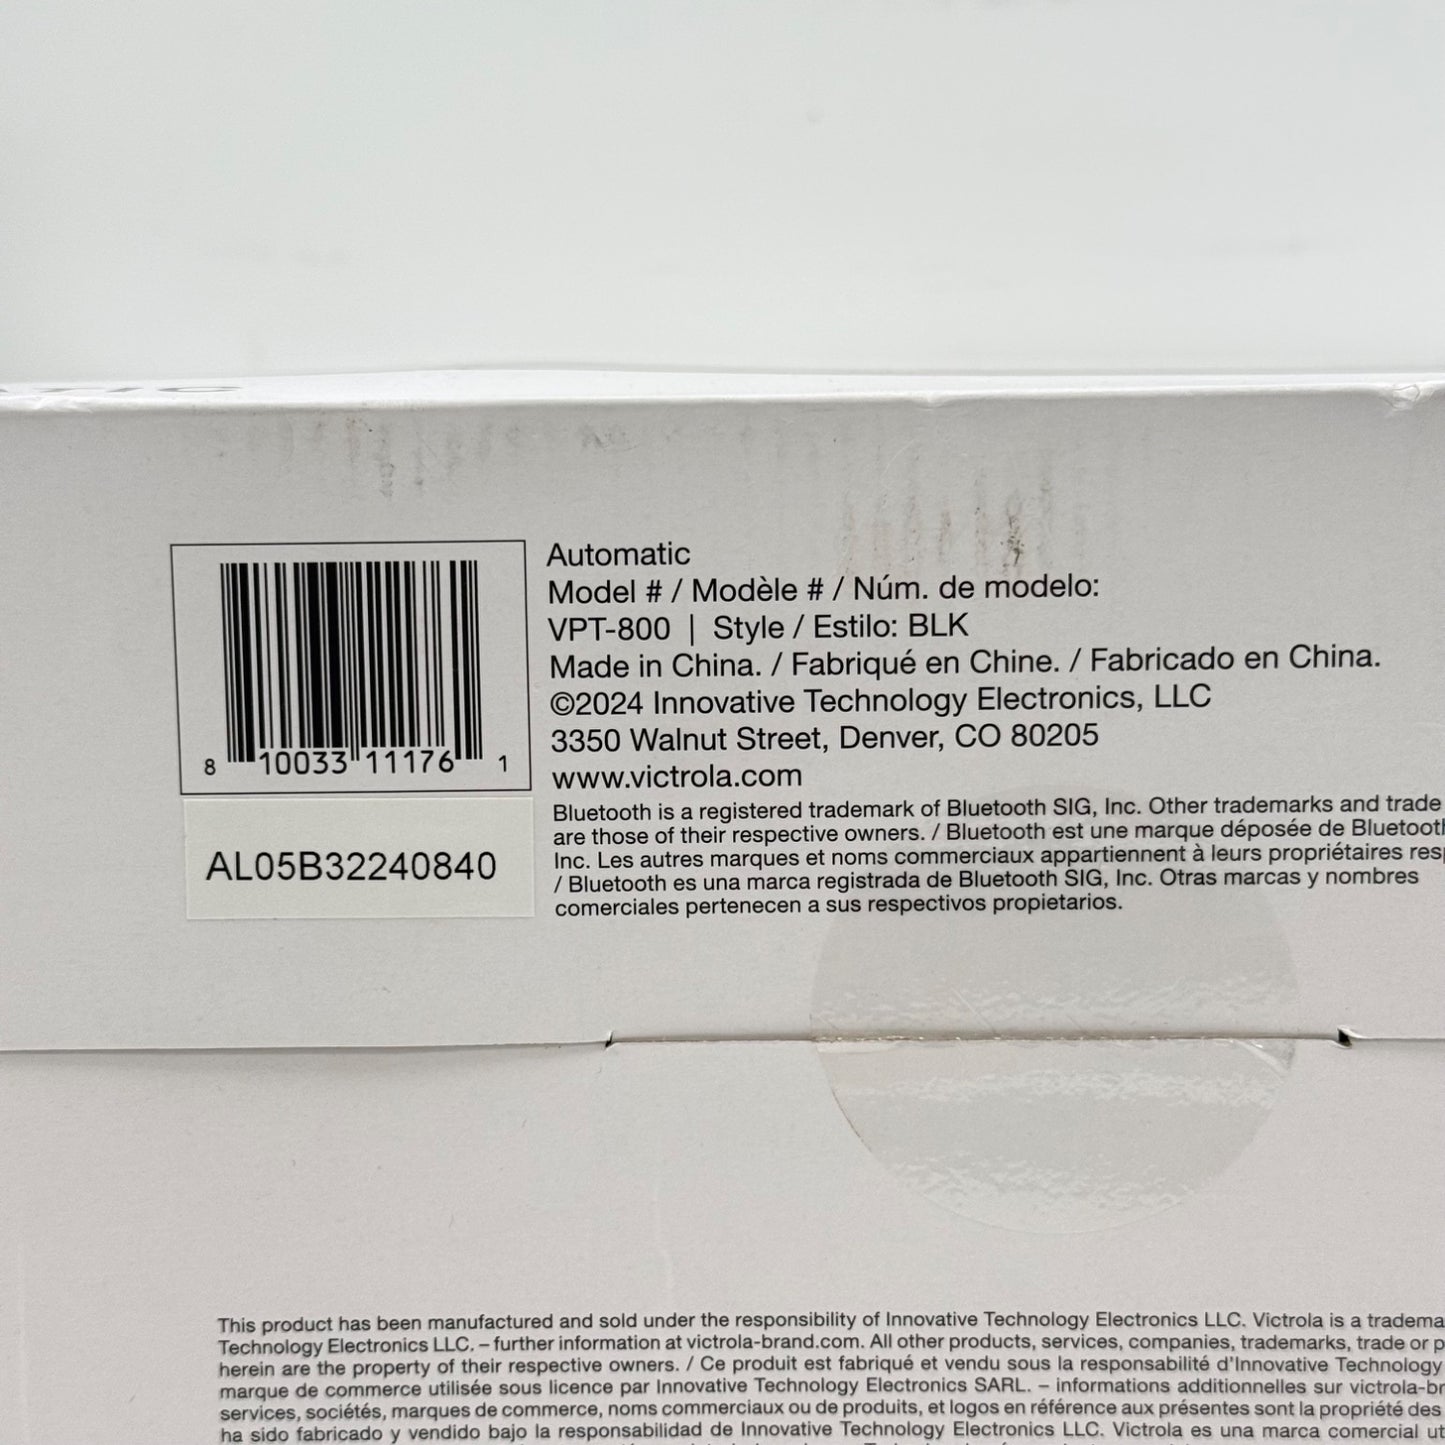 Automatic
Model # / Modèle # / Núm. de modelo:
VPT-800 | Style / Estilo: BLK
Made in China. / Fabriqué en Chine. / Fabricado en China.
©2024 Innovative Technology Electronics, LLC
3350 Walnut Street, Denver, CO 80205
www.victrola.com
8 10033 11176 1
AL05B32240840
Bluetooth is a registered trademark of Bluetooth SIG, Inc. Other trademarks and trade
are those of their respective owners. / Bluetooth est une marque déposée de Bluetooth
Inc. Les autres marques et noms commerciaux appartiennent à leurs propriétaires resp
/ Bluetooth es una marca registrada de Bluetooth SIG, Inc. Otras marcas y nombres
comerciales pertenecen a sus respectivos propietarios.
This product has been manufactured and sold under the responsibility of Innovative Technology Electronics LLC. Victrola is a tradema
Technology Electronics LLC. – further information at victrola-brand.com. All other products, services, companies, trademarks, trade or p
herein are the property of their respective owners. / Ce produit est fabriqué et vendu sous la responsabilité d'Innovative Technology
marque de commerce utilisée sous licence par Innovative Technology Electronics SARL. – informations additionnelles sur victrola-br
services, sociétés, marques de commerce, noms commerciaux ou de produits, et logos en référence aux présentes sont la propriété des
ha sido fabricado y vendido bajo la responsabilidad de Innovative Technology Electronics LLC. Victrola es una marca comercial ut